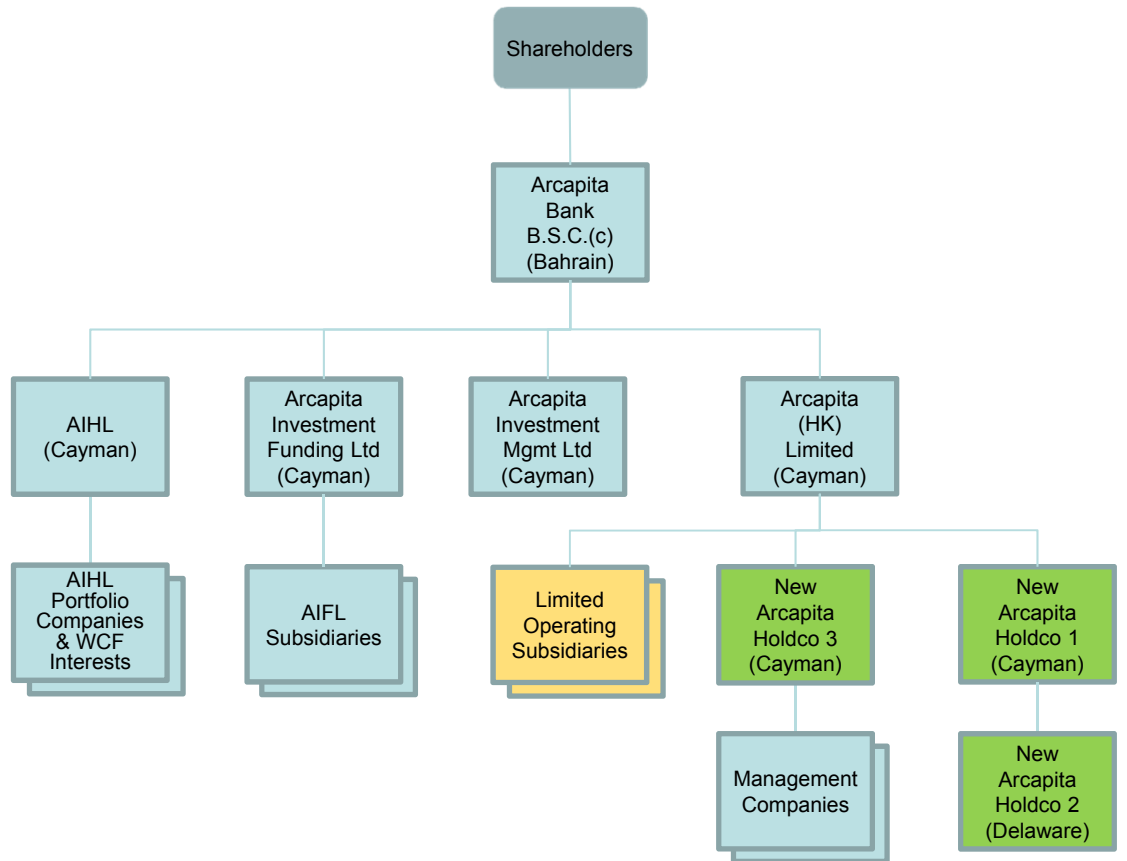 Shareholders
Arcapita
Bank
B.S.C.(c)
(Bahrain)
AIHL
(Cayman)
Arcapita
Investment
Funding Ltd
(Cayman)
Arcapita
Investment
Mgmt Ltd
(Cayman)
Arcapita
(HK)
Limited
(Cayman)
AIHL
Portfolio
Companies
& WCF
Interests
AIFL
Subsidiaries
Limited
Operating
Subsidiaries
New
Arcapita
Holdco 3
(Cayman)
New
Arcapita
Holdco 1
(Cayman)
Management
Companies
New
Arcapita
Holdco 2
(Delaware)